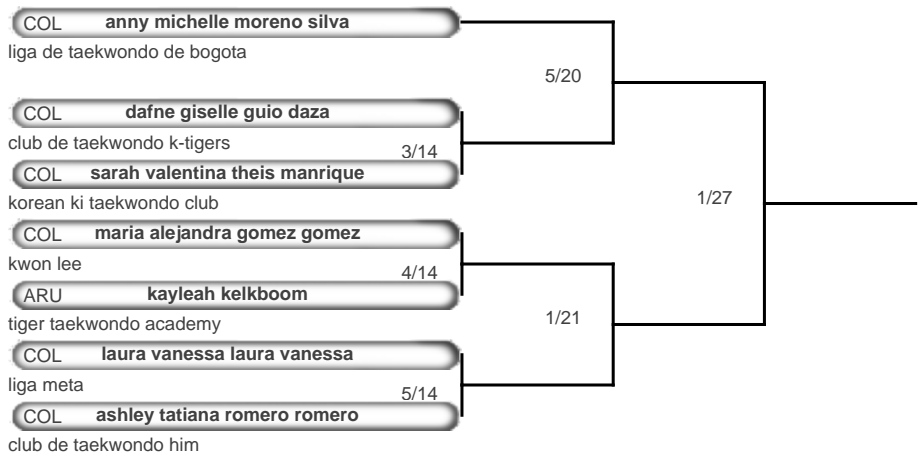 COL anny michelle moreno silva
liga de taekwondo de bogota
5/20
COL dafne giselle guio daza
club de taekwondo k-tigers
3/14
COL sarah valentina theis manrique
korean ki taekwondo club
1/27
COL maria alejandra gomez gomez
kwon lee
4/14
ARU kayleah kelkboom
tiger taekwondo academy
1/21
COL laura vanessa laura vanessa
liga meta
5/14
COL ashley tatiana romero romero
club de taekwondo him